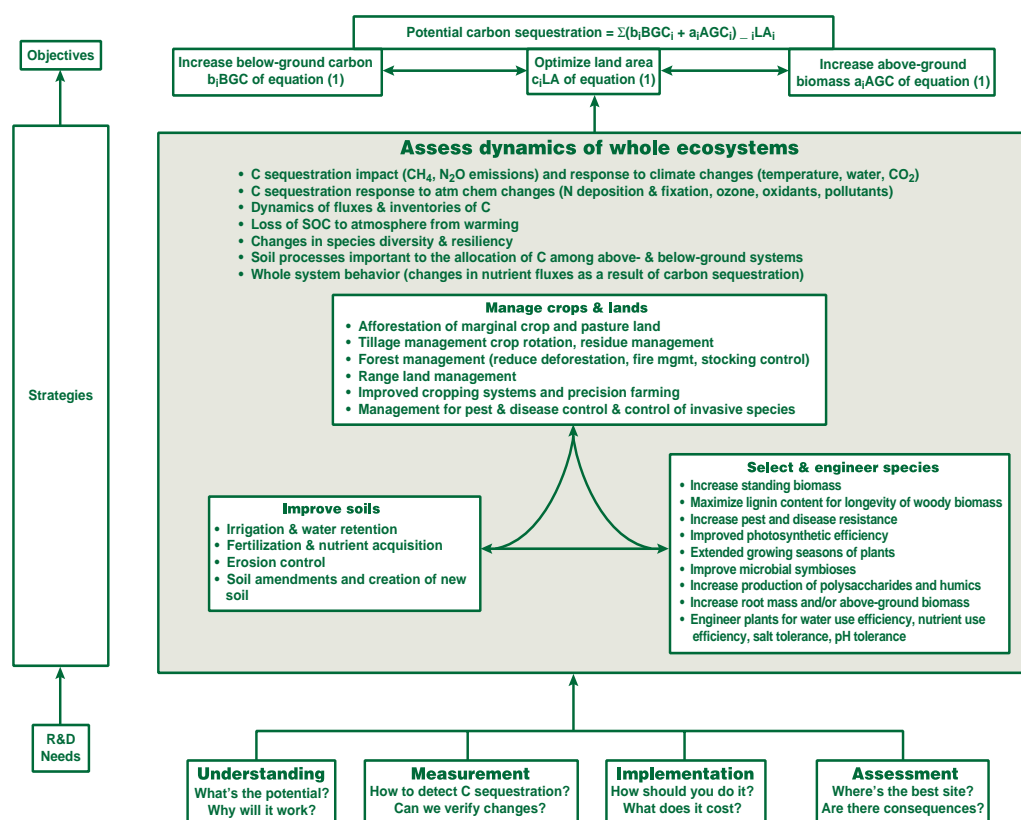 Objectives
Potential carbon sequestration = Σ(bᵢBGCᵢ + aᵢAGCᵢ) _ ᵢLAᵢ
Increase below-ground carbon
bᵢBGC of equation (1)
Optimize land area
cᵢLA of equation (1)
Increase above-ground
biomass aᵢAGC of equation (1)
Strategies
Assess dynamics of whole ecosystems
• C sequestration impact (CH₄, N₂O emissions) and response to climate changes (temperature, water, CO₂)
• C sequestration response to atm chem changes (N deposition & fixation, ozone, oxidants, pollutants)
• Dynamics of fluxes & inventories of C
• Loss of SOC to atmosphere from warming
• Changes in species diversity & resiliency
• Soil processes important to the allocation of C among above- & below-ground systems
• Whole system behavior (changes in nutrient fluxes as a result of carbon sequestration)
Manage crops & lands
• Afforestation of marginal crop and pasture land
• Tillage management crop rotation, residue management
• Forest management (reduce deforestation, fire mgmt, stocking control)
• Range land management
• Improved cropping systems and precision farming
• Management for pest & disease control & control of invasive species
Improve soils
• Irrigation & water retention
• Fertilization & nutrient acquisition
• Erosion control
• Soil amendments and creation of new
soil
Select & engineer species
• Increase standing biomass
• Maximize lignin content for longevity of woody biomass
• Increase pest and disease resistance
• Improved photosynthetic efficiency
• Extended growing seasons of plants
• Improve microbial symbioses
• Increase production of polysaccharides and humics
• Increase root mass and/or above-ground biomass
• Engineer plants for water use efficiency, nutrient use
efficiency, salt tolerance, pH tolerance
R&D
Needs
Understanding
What's the potential?
Why will it work?
Measurement
How to detect C sequestration?
Can we verify changes?
Implementation
How should you do it?
What does it cost?
Assessment
Where's the best site?
Are there consequences?